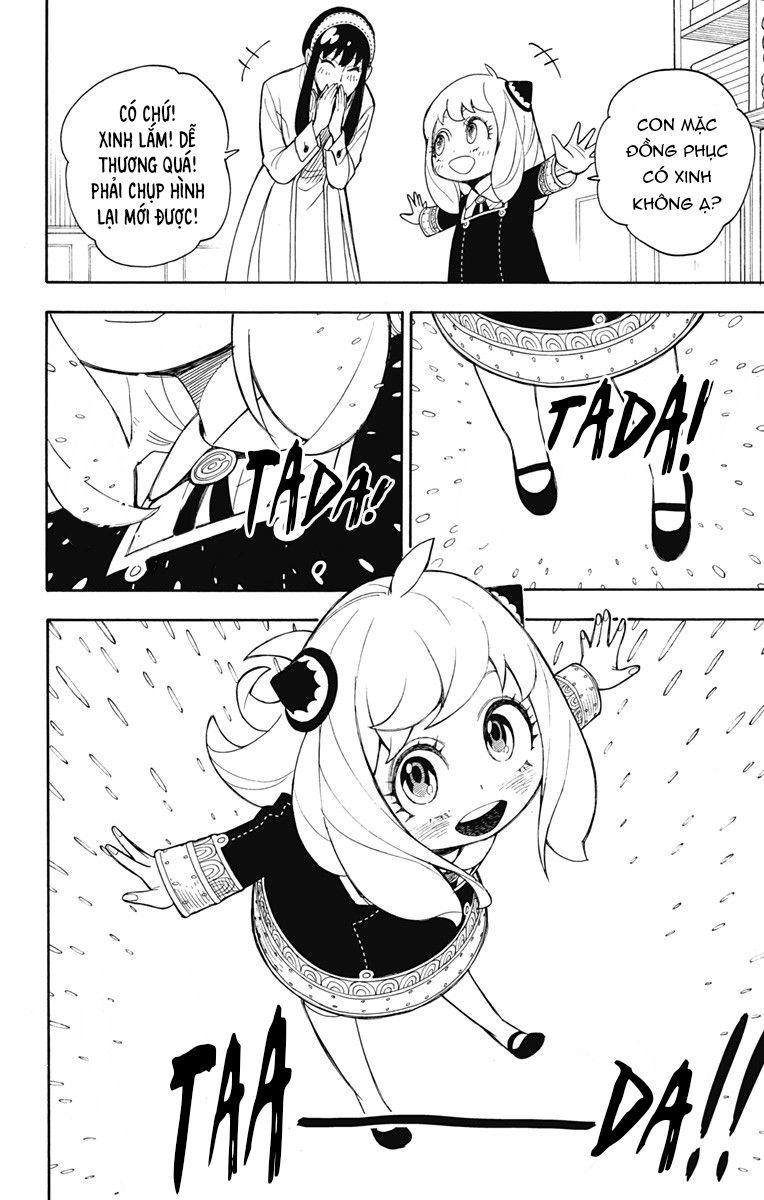 CON MẶC
ĐỒNG PHỤC
CÓ XINH
KHÔNG Ạ?
CÓ CHỨ!
XINH LẮM! DỄ
THƯƠNG QUÁ!
PHẢI CHỤP HÌNH
LẠI MỚI ĐƯỢC!
TADA!
TADA!
TAA — DA!!